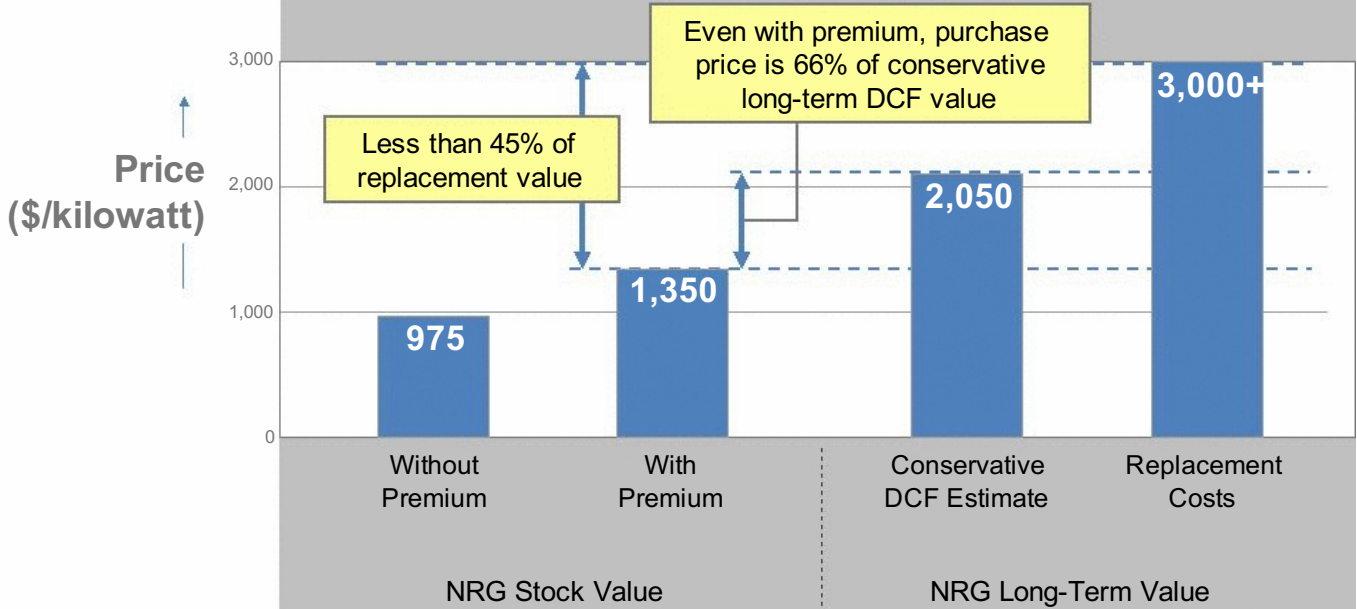 Even with premium, purchase
price is 66% of conservative
long-term DCF value
3,000
3,000+
Less than 45% of
replacement value
Price
($/kilowatt)
2,000
2,050
1,350
1,000
975
0
Without
Premium
With
Premium
Conservative
DCF Estimate
Replacement
Costs
NRG Stock Value
NRG Long-Term Value